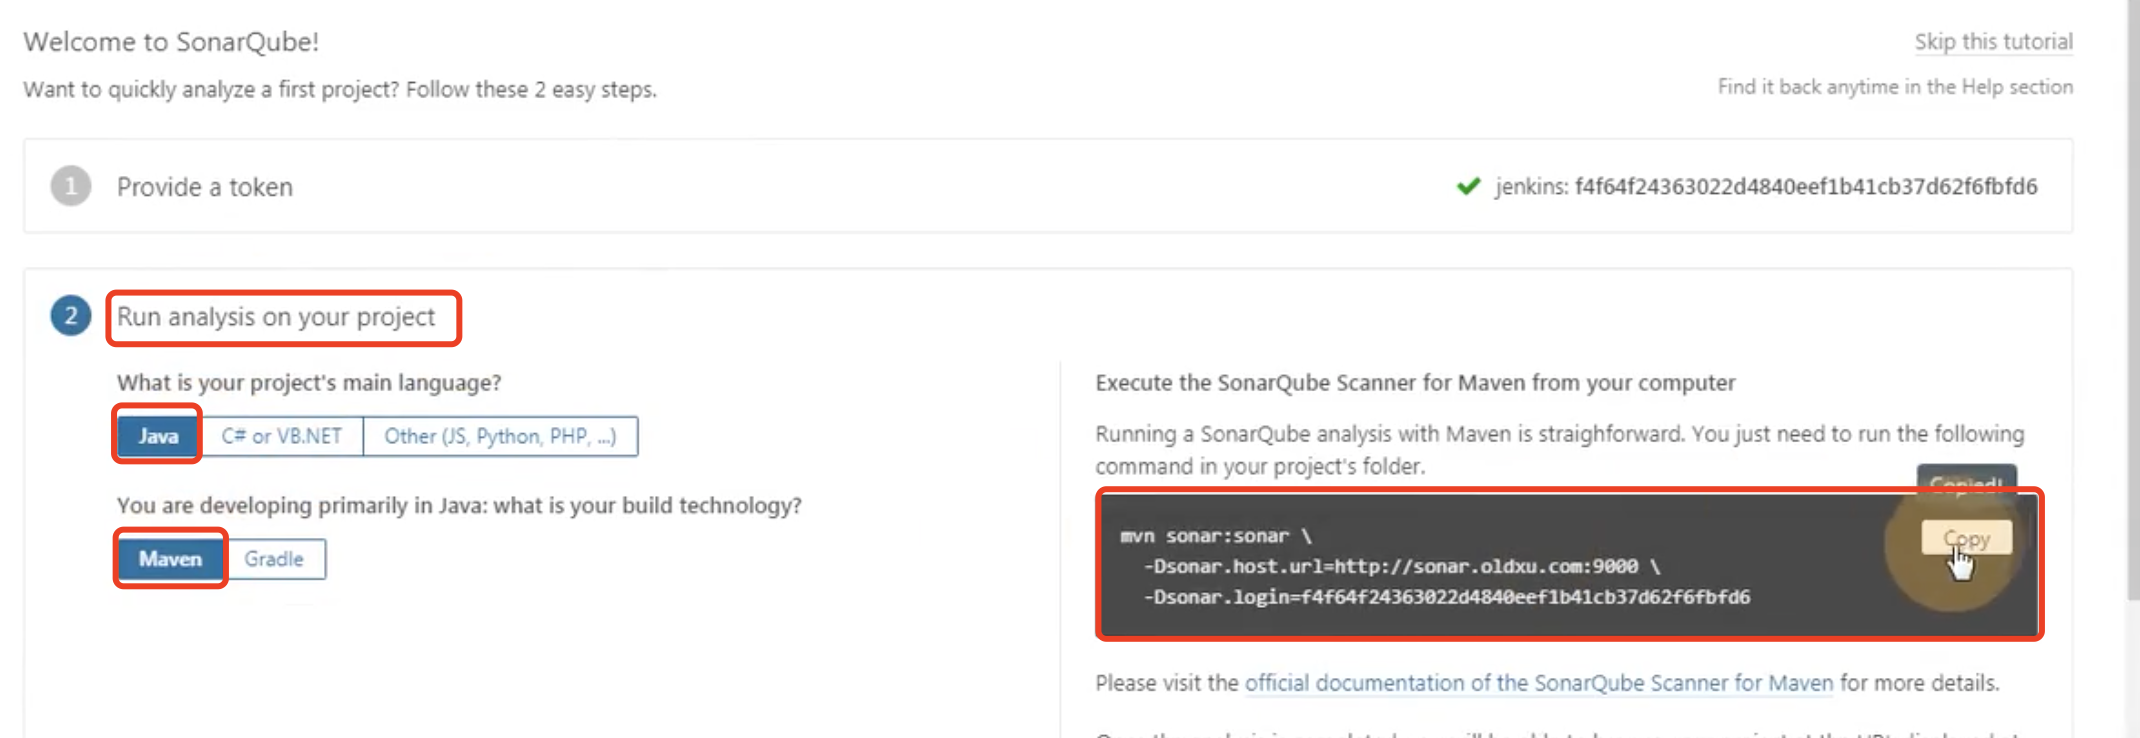 Welcome to SonarQube!
Skip this tutorial
Want to quickly analyze a first project? Follow these 2 easy steps.
Find it back anytime in the Help section
1 Provide a token
jenkins: f4f64f24363022d4840eef1b41cb37d62f6fbfd6
2 Run analysis on your project
What is your project's main language?
Java C# or VB.NET Other (JS, Python, PHP, ...)
You are developing primarily in Java: what is your build technology?
Maven Gradle
Execute the SonarQube Scanner for Maven from your computer
Running a SonarQube analysis with Maven is straighforward. You just need to run the following
command in your project's folder.
Copied!
Copy
mvn sonar:sonar \
-Dsonar.host.url=http://sonar.oldxu.com:9000 \
-Dsonar.login=f4f64f24363022d4840eef1b41cb37d62f6fbfd6
Please visit the official documentation of the SonarQube Scanner for Maven for more details.